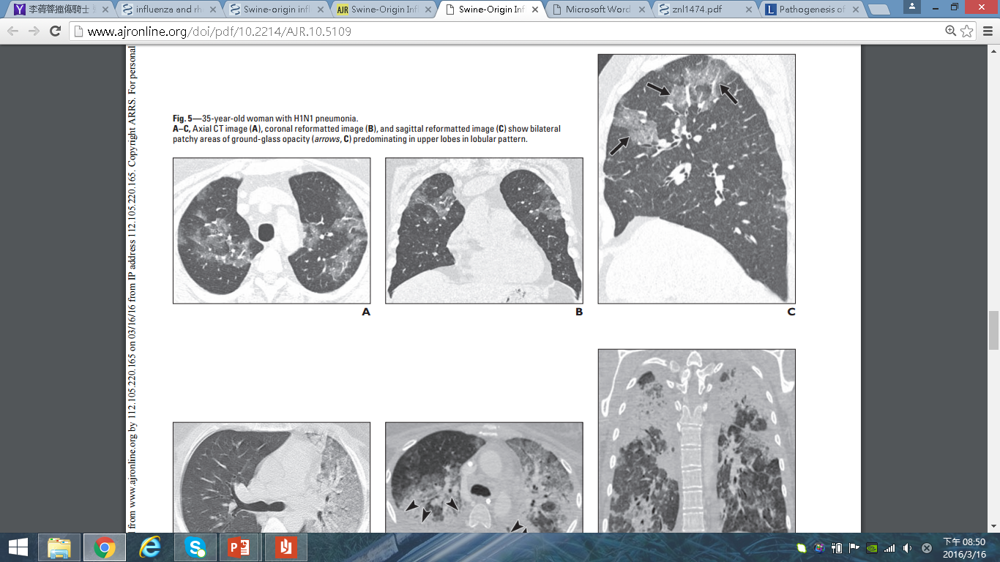 李蒨蓉撞傷騎士
influenza and rh
Swine-origin infl
Swine-Origin Inf
Swine-Origin Inf
Microsoft Word
znl1474.pdf
Pathogenesis of
www.ajronline.org/doi/pdf/10.2214/AJR.10.5109
from www.ajronline.org by 112.105.220.165 on 03/16/16 from IP address 112.105.220.165. Copyright ARRS. For personal
Fig. 5—35-year-old woman with H1N1 pneumonia.
A–C, Axial CT image (A), coronal reformatted image (B), and sagittal reformatted image (C) show bilateral
patchy areas of ground-glass opacity (arrows, C) predominating in upper lobes in lobular pattern.
A
B
C
下午 08:50
2016/3/16